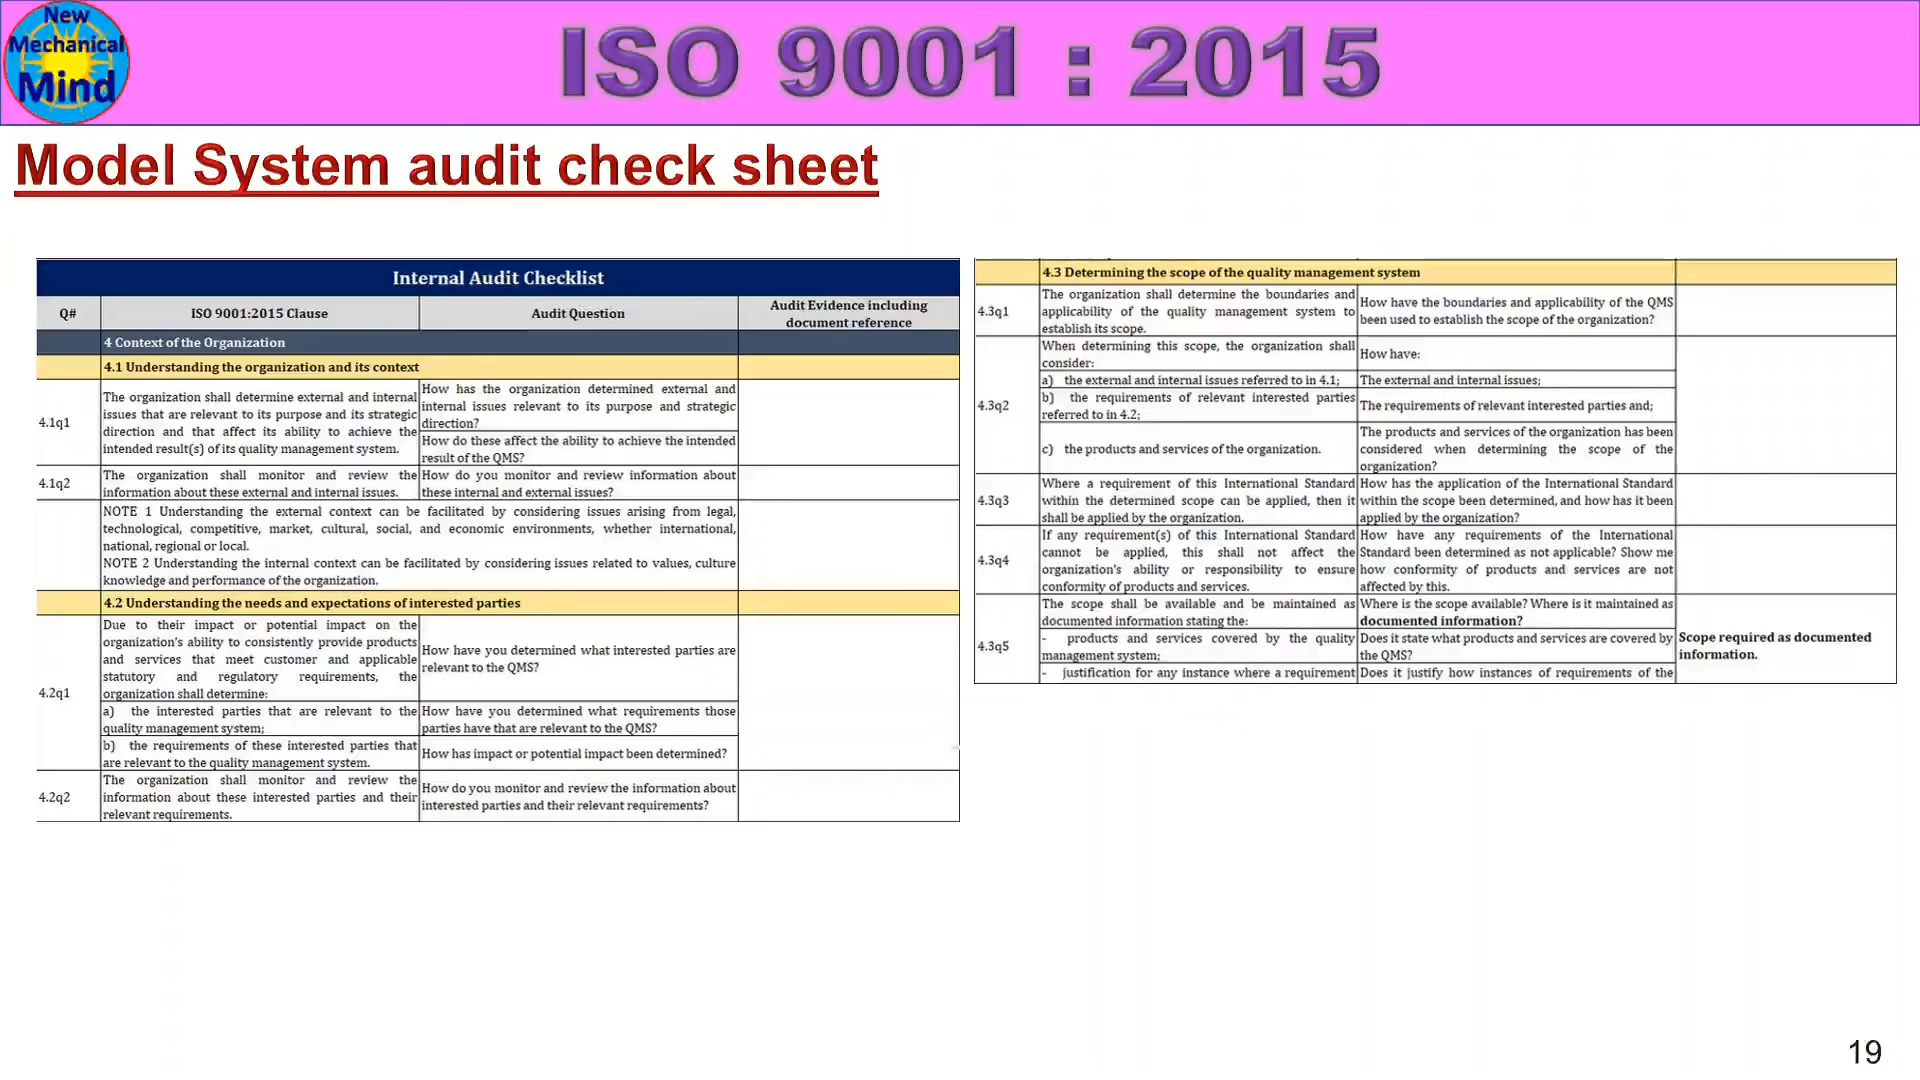 New
Mechanical
Mind
ISO 9001 : 2015
Model System audit check sheet
Internal Audit Checklist
Q#
ISO 9001:2015 Clause
Audit Question
Audit Evidence including
document reference
4 Context of the Organization
4.1 Understanding the organization and its context
4.1q1
The organization shall determine external and internal
issues that are relevant to its purpose and its strategic
direction and that affect its ability to achieve the
intended result(s) of its quality management system.
How has the organization determined external and
internal issues relevant to its purpose and strategic
direction?
How do these affect the ability to achieve the intended
result of the QMS?
4.1q2
The organization shall monitor and review the
information about these external and internal issues.
How do you monitor and review information about
these internal and external issues?
NOTE 1 Understanding the external context can be facilitated by considering issues arising from legal,
technological, competitive, market, cultural, social, and economic environments, whether international,
national, regional or local.
NOTE 2 Understanding the internal context can be facilitated by considering issues related to values, culture
knowledge and performance of the organization.
4.2 Understanding the needs and expectations of interested parties
4.2q1
Due to their impact or potential impact on the
organization's ability to consistently provide products
and services that meet customer and applicable
statutory and regulatory requirements, the
organization shall determine:
How have you determined what interested parties are
relevant to the QMS?
a) the interested parties that are relevant to the
quality management system;
How have you determined what requirements those
parties have that are relevant to the QMS?
b) the requirements of these interested parties that
are relevant to the quality management system.
How has impact or potential impact been determined?
4.2q2
The organization shall monitor and review the
information about these interested parties and their
relevant requirements.
How do you monitor and review the information about
interested parties and their relevant requirements?
4.3 Determining the scope of the quality management system
4.3q1
The organization shall determine the boundaries and
applicability of the quality management system to
establish its scope.
How have the boundaries and applicability of the QMS
been used to establish the scope of the organization?
4.3q2
When determining this scope, the organization shall
consider:
How have:
a) the external and internal issues referred to in 4.1;
The external and internal issues;
b) the requirements of relevant interested parties
referred to in 4.2;
The requirements of relevant interested parties and;
c) the products and services of the organization.
The products and services of the organization has been
considered when determining the scope of the
organization?
4.3q3
Where a requirement of this International Standard
within the determined scope can be applied, then it
shall be applied by the organization.
How has the application of the International Standard
within the scope been determined, and how has it been
applied by the organization?
4.3q4
If any requirement(s) of this International Standard
cannot be applied, this shall not affect the
organization's ability or responsibility to ensure
conformity of products and services.
How have any requirements of the International
Standard been determined as not applicable? Show me
how conformity of products and services are not
affected by this.
4.3q5
The scope shall be available and be maintained as
documented information stating the:
Where is the scope available? Where is it maintained as
documented information?
- products and services covered by the quality
management system;
Does it state what products and services are covered by
the QMS?
- justification for any instance where a requirement
Does it justify how instances of requirements of the
Scope required as documented
information.
19